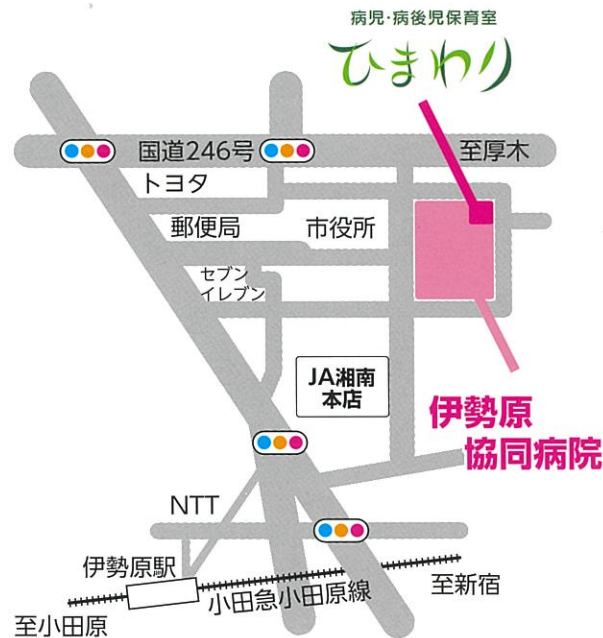 病児・病後児保育室
ひまわり
国道246号
至厚木
トヨタ
郵便局
市役所
セブン
イレブン
JA湘南
本店
伊勢原
協同病院
NTT
伊勢原駅
小田急小田原線
至新宿
至小田原